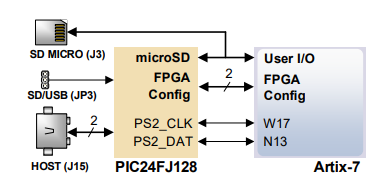 SD MICRO (J3)
SD/USB (JP3)
2
HOST (J15)
microSD
FPGA
Config
PS2_CLK
PS2_DAT
PIC24FJ128
2
User I/O
FPGA
Config
W17
N13
Artix-7